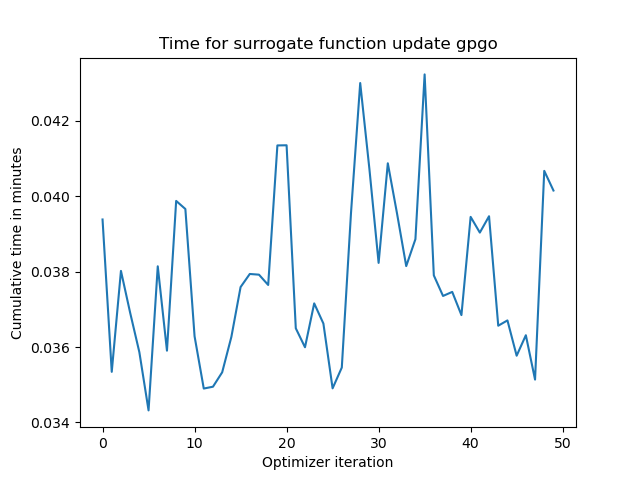 Time for surrogate function update gpgo
Cumulative time in minutes
0.042
0.040
0.038
0.036
0.034
0 10 20 30 40 50
Optimizer iteration